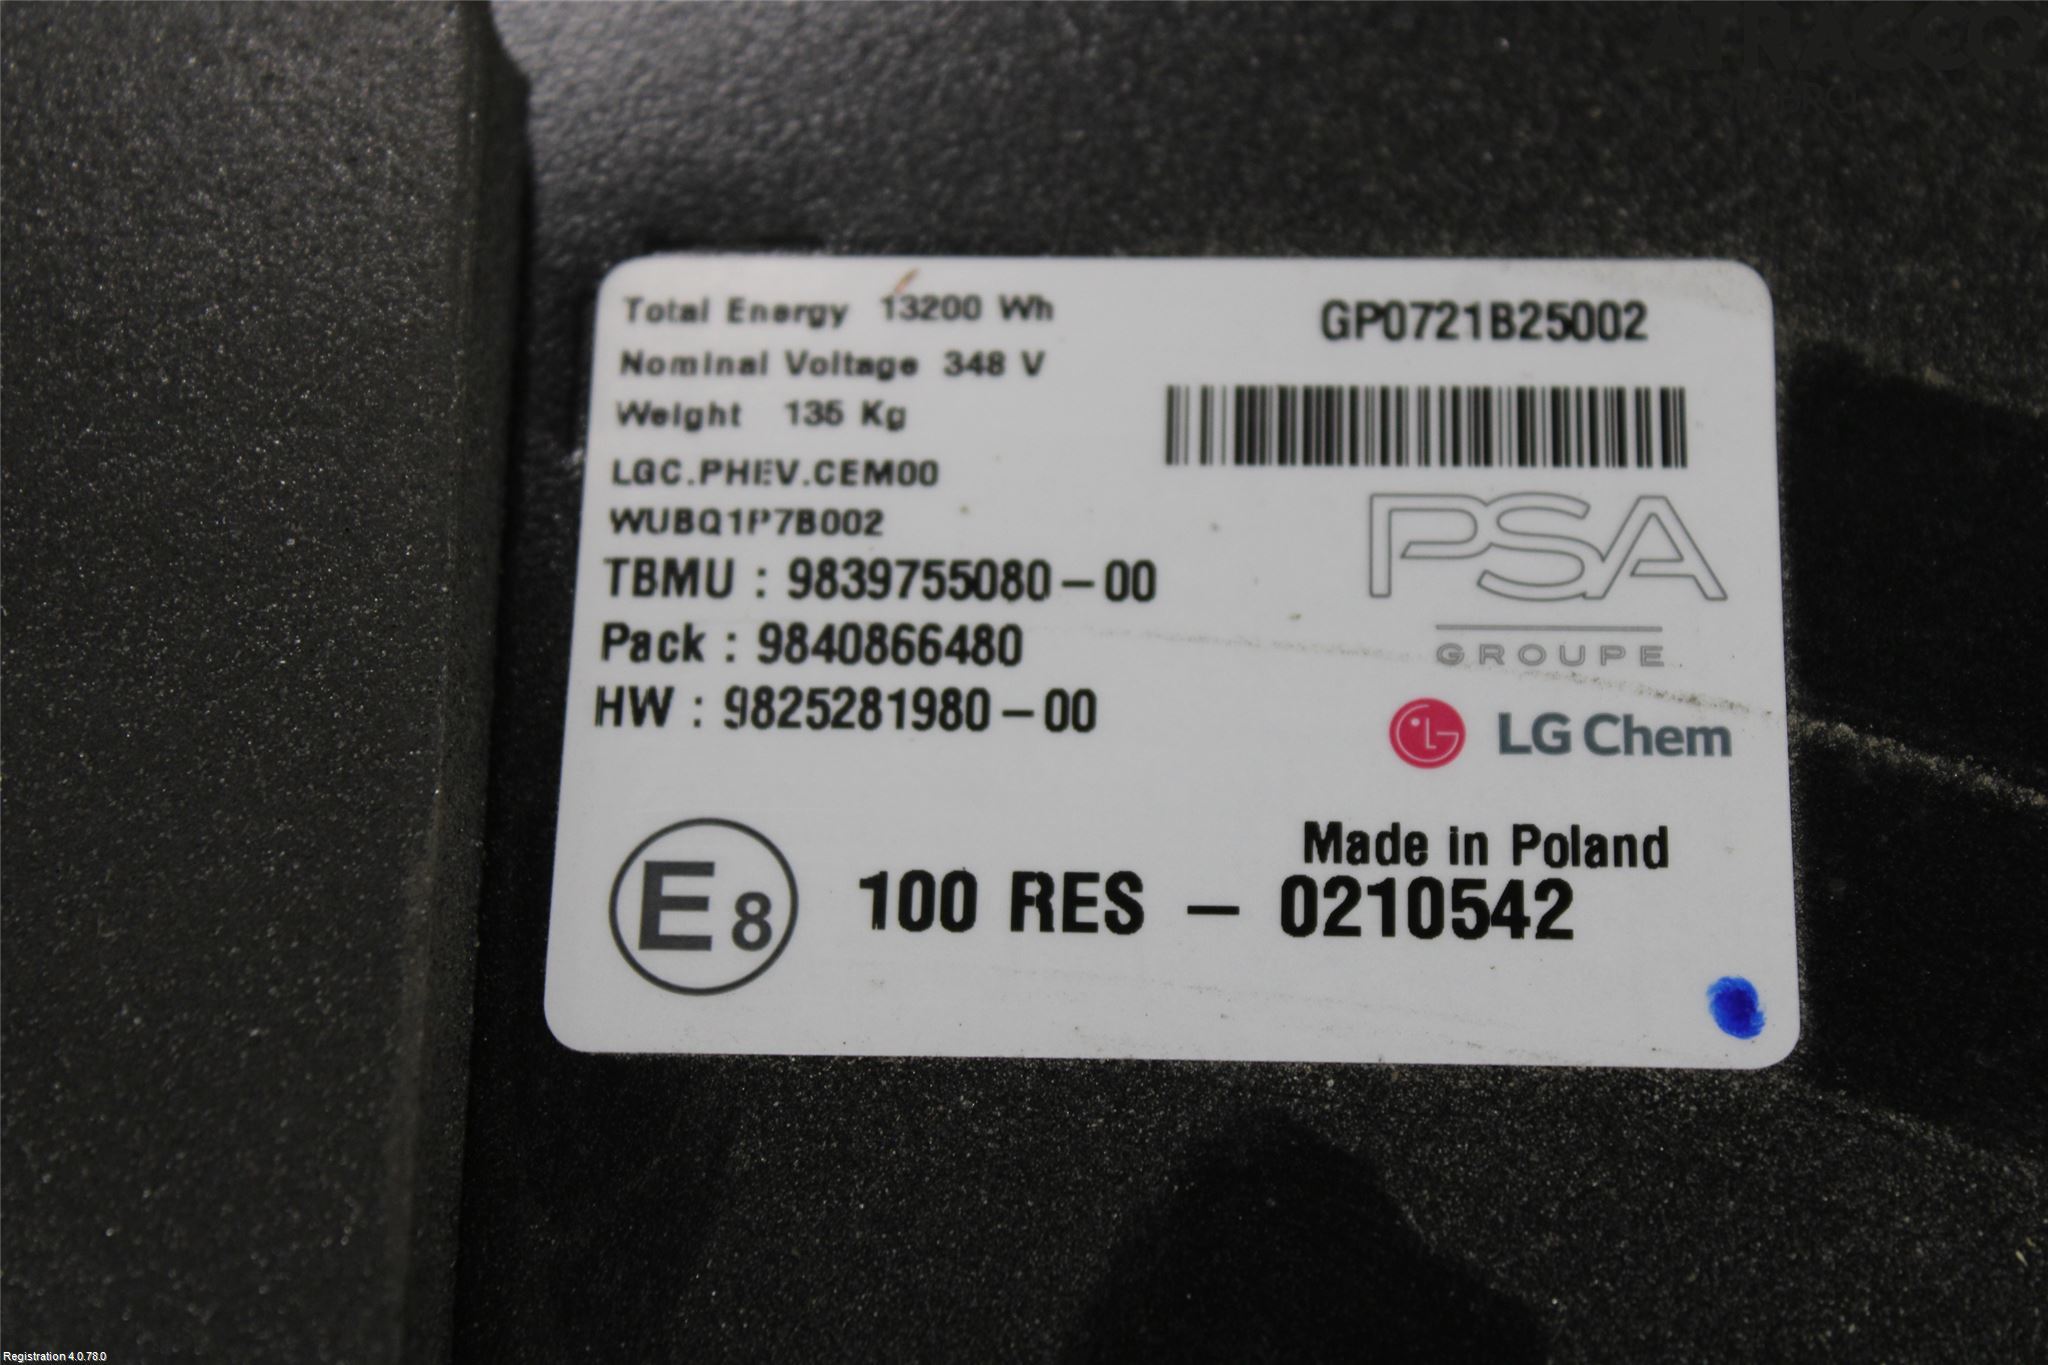 ATRACCO
Total Energy 13200 Wh
Nominal Voltage 348 V
Weight 135 Kg
LGC.PHEV.CEM00
WUBQ1P7B002
TBMU : 9839755080-00
Pack : 9840866480
HW : 9825281980-00
GP0721B25002
PSA
GROUPE
LG LG Chem
Made in Poland
E8 100 RES - 0210542
Registration 4.0.78.0